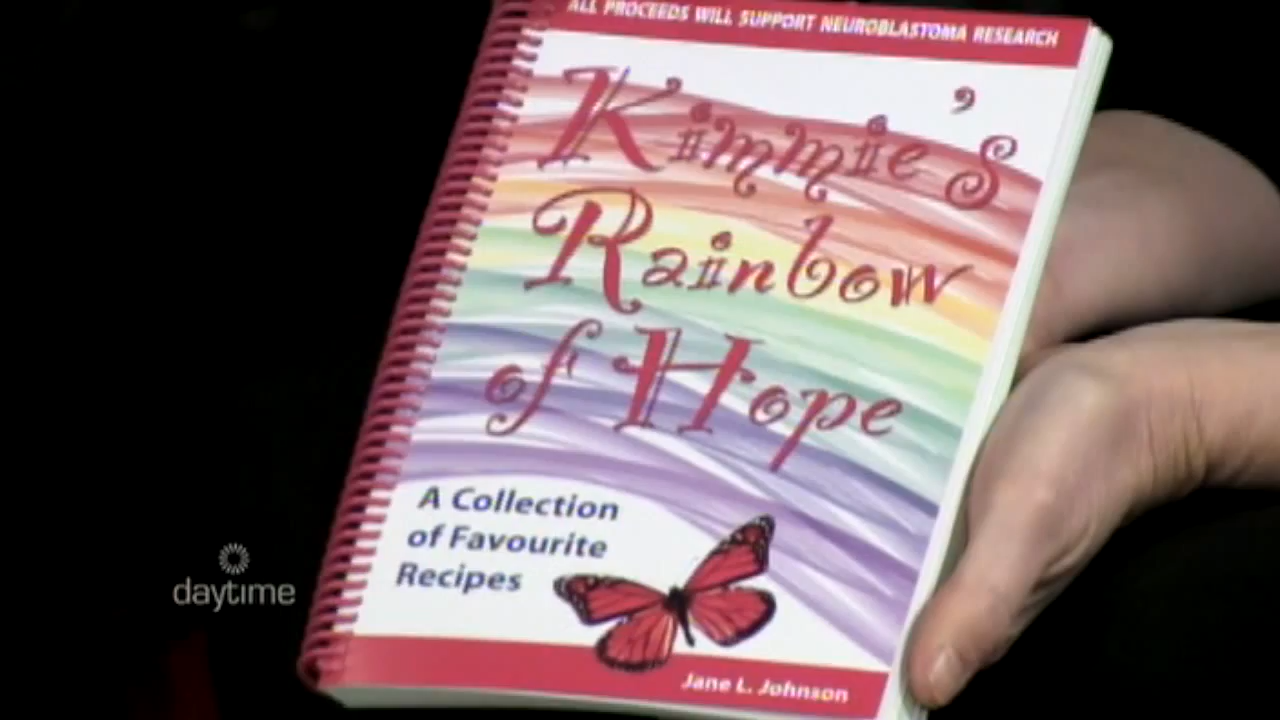 ALL PROCEEDS WILL SUPPORT NEUROBLASTOMA RESEARCH
Kimmie's
Rainbow
of Hope
A Collection
of Favourite
Recipes
Jane L. Johnson
daytime